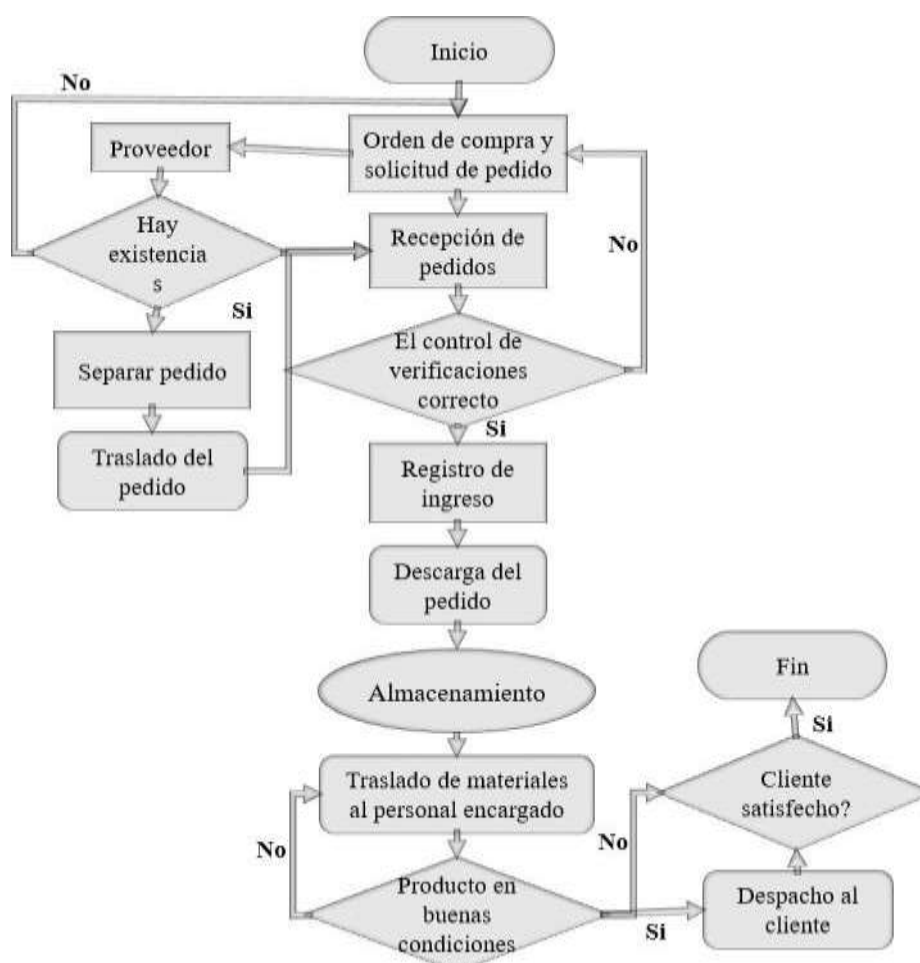 Inicio
No
Orden de compra y
solicitud de pedido
Proveedor
Hay
existencia
s
Recepción de
pedidos
No
Si
Separar pedido
El control de
verificaciones
correcto
Si
Traslado del
pedido
Registro de
ingreso
Descarga del
pedido
Almacenamiento
Fin
Si
Traslado de materiales
al personal encargado
Cliente
satisfecho?
No
No
Producto en
buenas
condiciones
Si
Despacho al
cliente